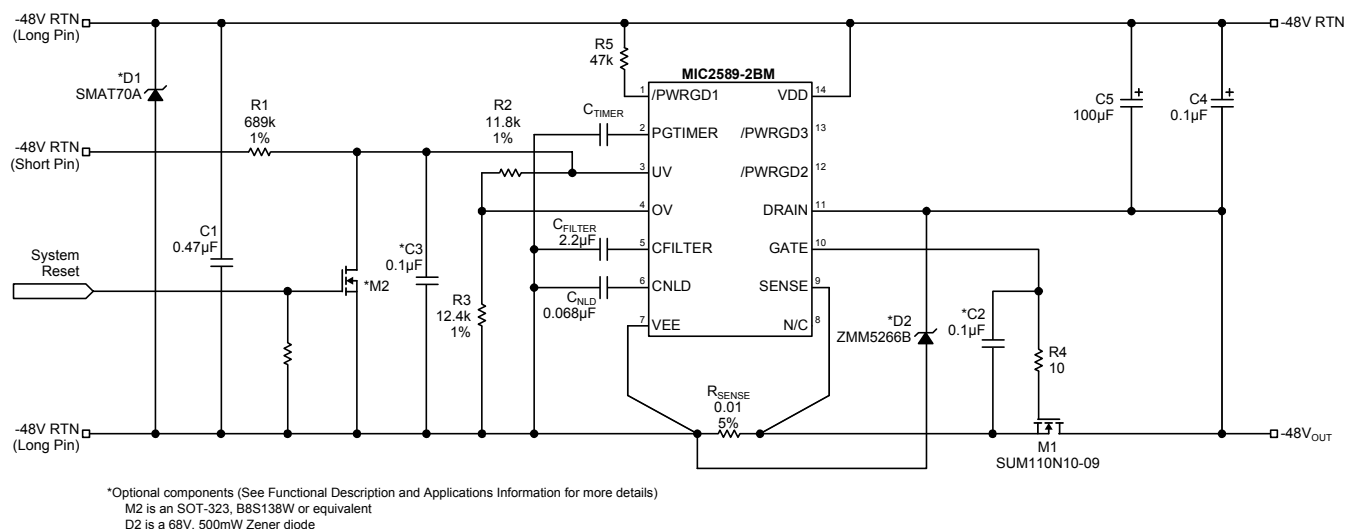 -48V RTN
(Long Pin)
-48V RTN
*D1
SMAT70A
R5
47k
MIC2589-2BM
1 /PWRGD1
VDD 14
C5
100µF
+
C4
0.1µF
+
R1
689k
1%
R2
11.8k
1%
CTIMER
2 PGTIMER
/PWRGD3 13
-48V RTN
(Short Pin)
3 UV
/PWRGD2 12
4 OV
DRAIN 11
C1
0.47µF
*C3
0.1µF
CFILTER
2.2µF
5 CFILTER
GATE 10
System
Reset
*M2
R3
12.4k
1%
CNLD
0.068µF
6 CNLD
SENSE 9
7 VEE
N/C 8
*D2
ZMM5266B
*C2
0.1µF
R4
10
RSENSE
0.01
5%
-48V RTN
(Long Pin)
-48VOUT
M1
SUM110N10-09
*Optional components (See Functional Description and Applications Information for more details)
M2 is an SOT-323, B8S138W or equivalent
D2 is a 68V, 500mW Zener diode